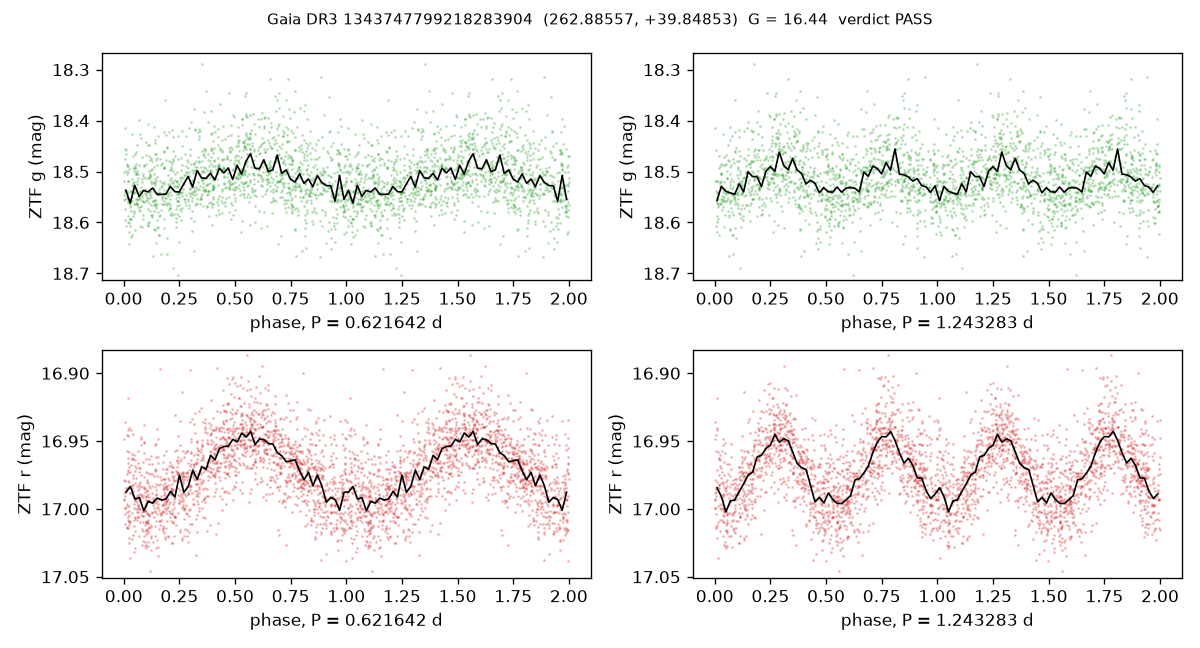 Gaia DR3 1343747799218283904 (262.88557, +39.84853) G = 16.44 verdict PASS
ZTF g (mag)
18.3
18.4
18.5
18.6
18.7
0.00 0.25 0.50 0.75 1.00 1.25 1.50 1.75 2.00
phase, P = 0.621642 d
ZTF g (mag)
18.3
18.4
18.5
18.6
18.7
0.00 0.25 0.50 0.75 1.00 1.25 1.50 1.75 2.00
phase, P = 1.243283 d
ZTF r (mag)
16.90
16.95
17.00
17.05
0.00 0.25 0.50 0.75 1.00 1.25 1.50 1.75 2.00
phase, P = 0.621642 d
ZTF r (mag)
16.90
16.95
17.00
17.05
0.00 0.25 0.50 0.75 1.00 1.25 1.50 1.75 2.00
phase, P = 1.243283 d